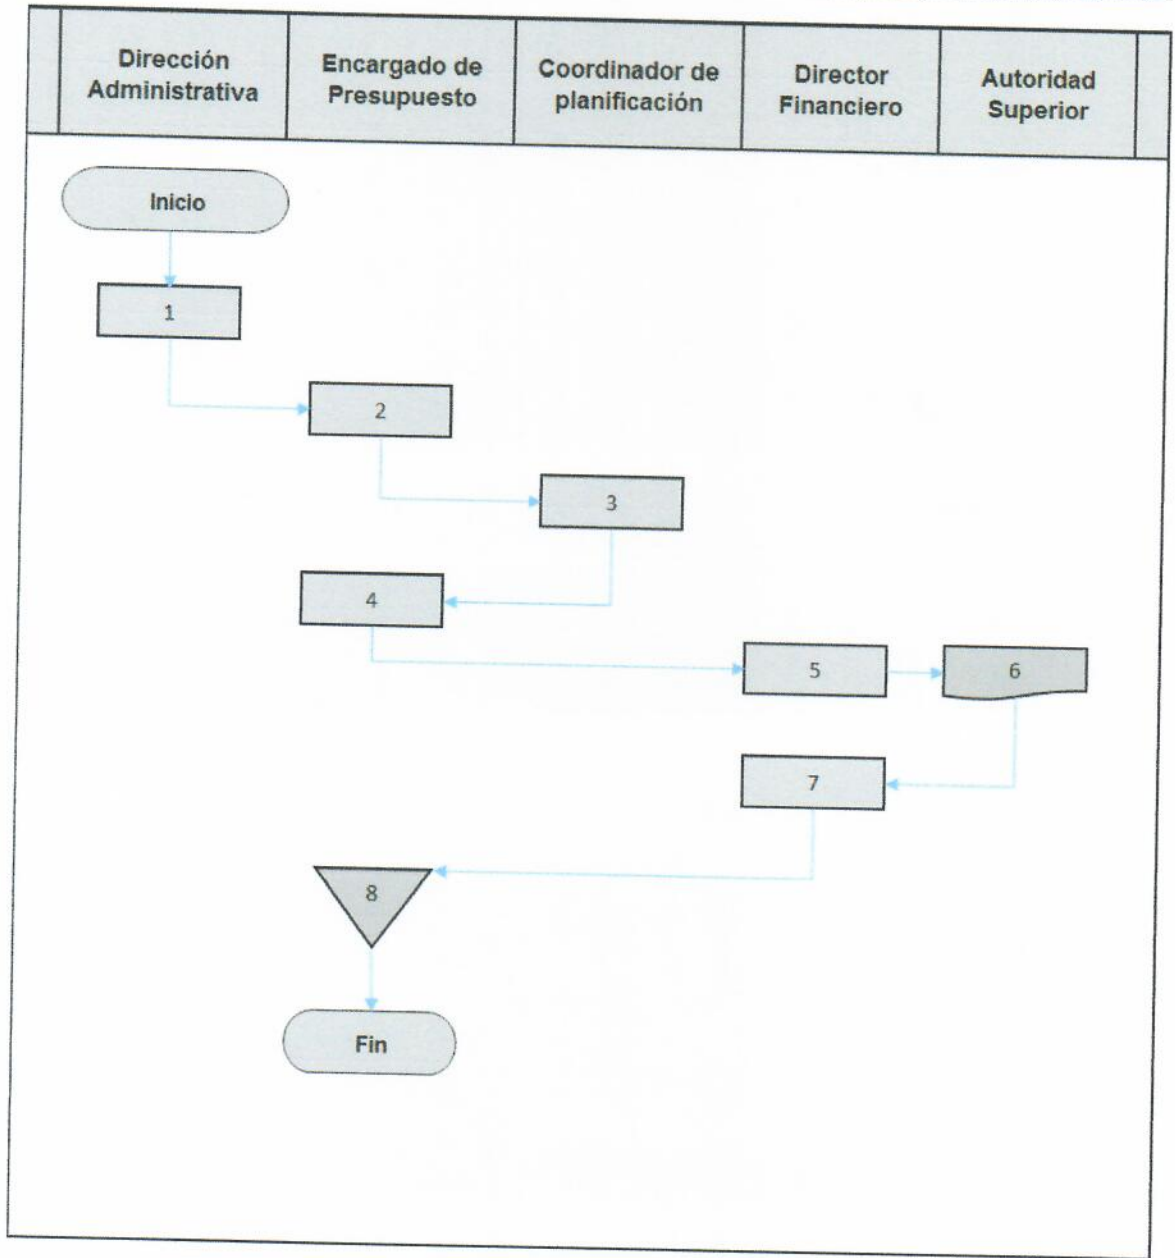 Dirección
Administrativa
Encargado de
Presupuesto
Coordinador de
planificación
Director
Financiero
Autoridad
Superior
Inicio
1
2
3
4
5
6
7
8
Fin